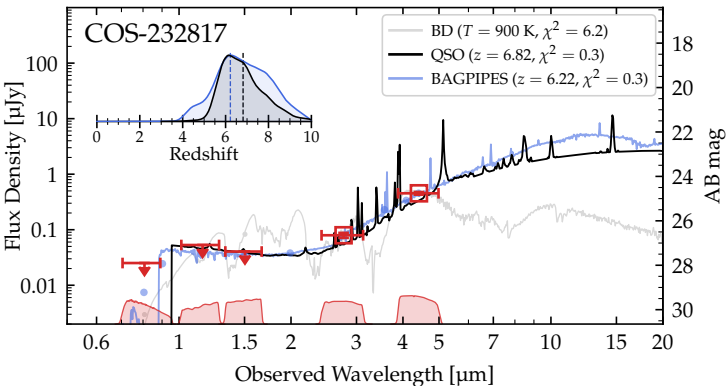 COS-232817
BD (T = 900 K, χ² = 6.2)
QSO (z = 6.82, χ² = 0.3)
BAGPIPES (z = 6.22, χ² = 0.3)
0 2 4 6 8 10
Redshift
Flux Density [μJy]
100
10
1
0.1
0.01
AB mag
18
20
22
24
26
28
30
0.6 1 2 3 4 5 10 15 20
Observed Wavelength [μm]